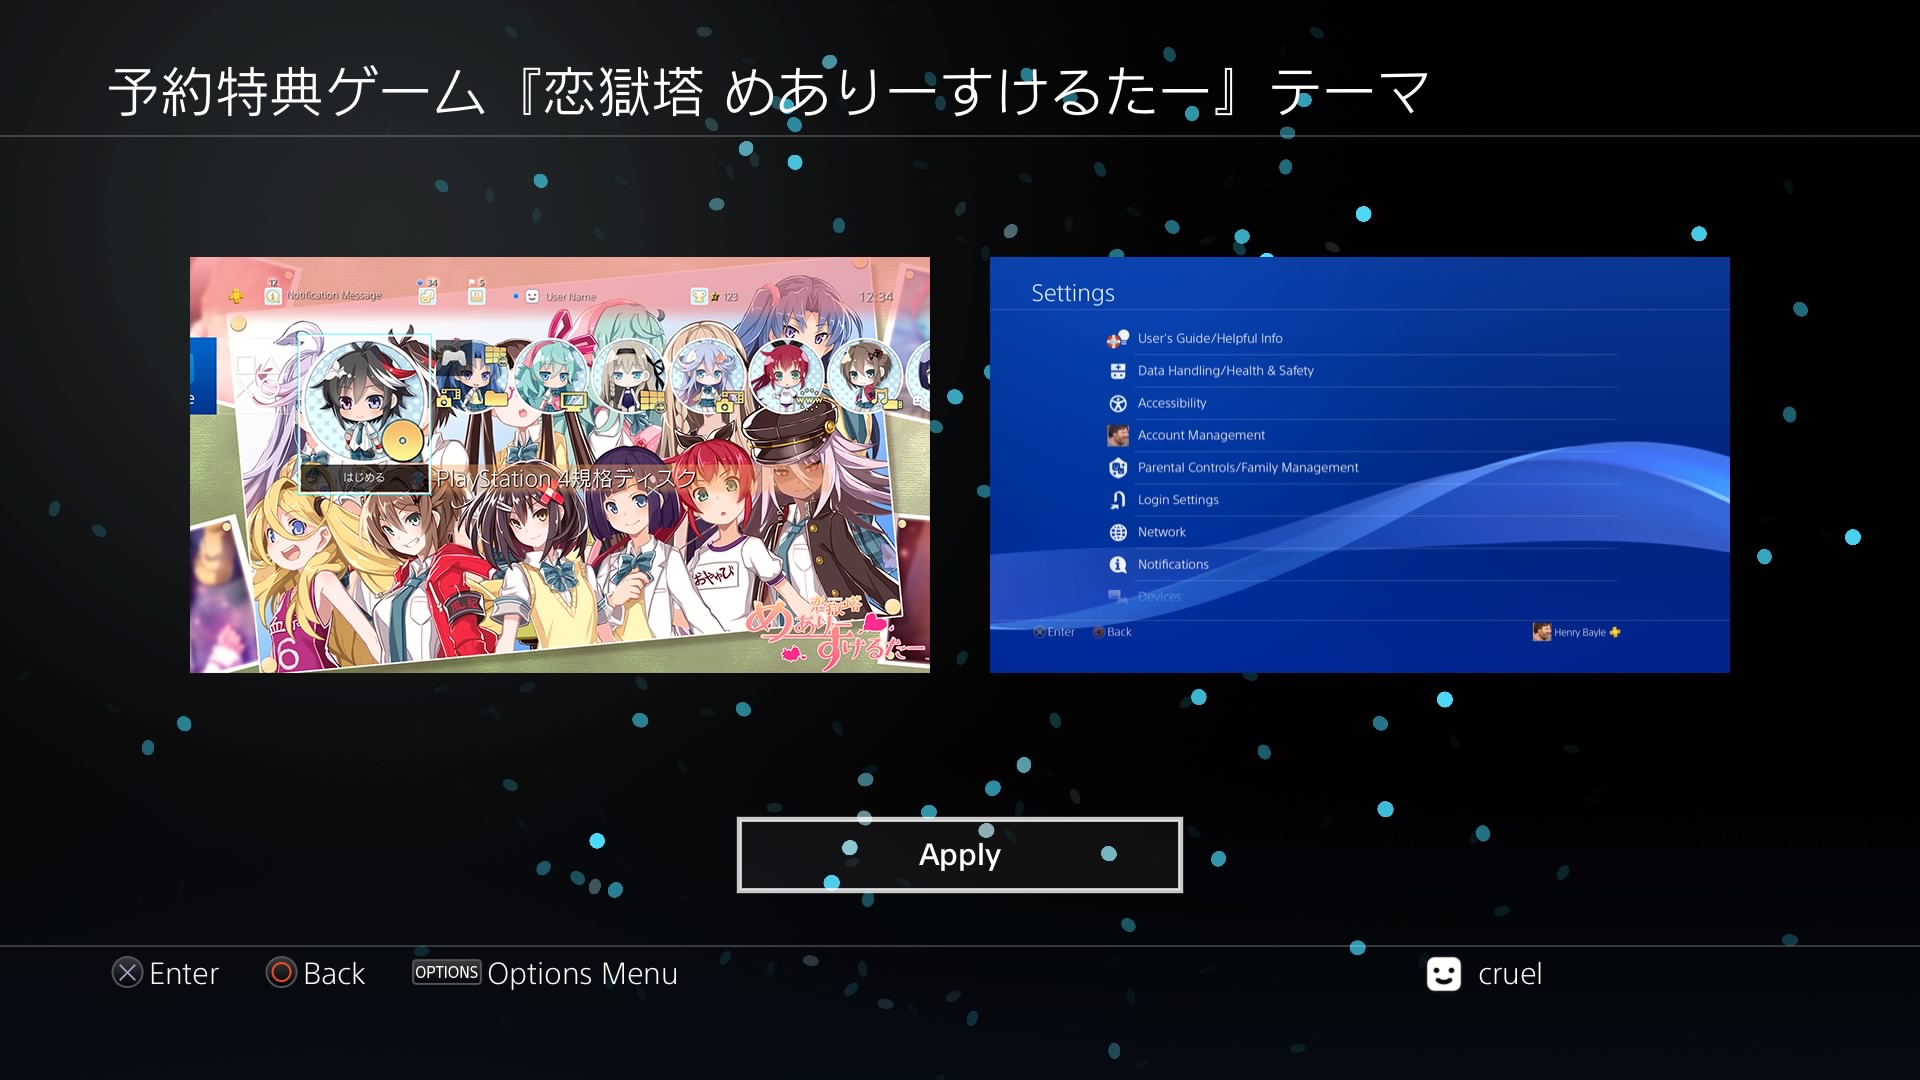 予約特典ゲーム『恋獄塔 めありーすけるたー』テーマ
12
Notification Message
34
5
User Name
123
12:34
e
はじめる
PlayStation 4規格ディスク
おやゆび
6
恋獄塔
めありー
すけるたー
Settings
User's Guide/Helpful Info
Data Handling/Health & Safety
Accessibility
Account Management
Parental Controls/Family Management
Login Settings
Network
Notifications
Devices
Enter
Back
Henry Bayle
Apply
Enter
Back
OPTIONS Options Menu
cruel